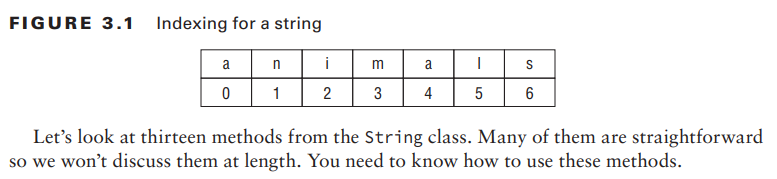 FIGURE 3.1 Indexing for a string
a n i m a l s
0 1 2 3 4 5 6
Let’s look at thirteen methods from the String class. Many of them are straightforward
so we won’t discuss them at length. You need to know how to use these methods.